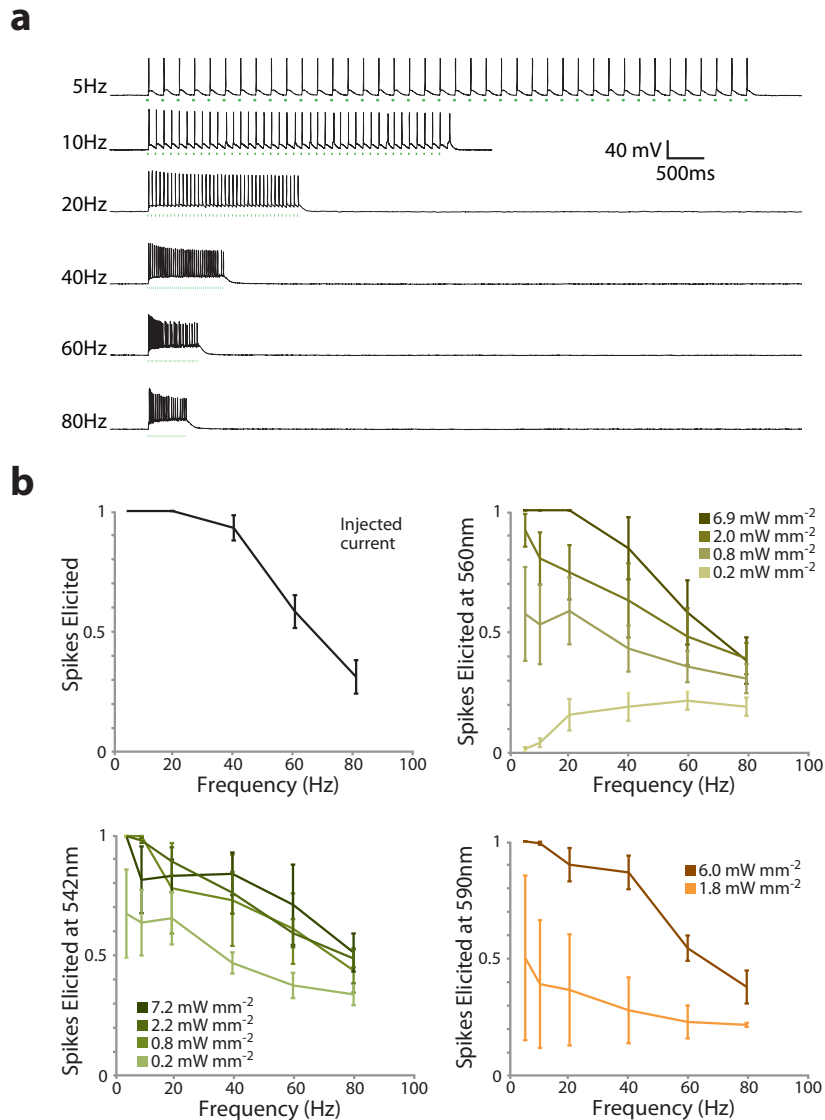 a
5Hz
10Hz
40 mV
500ms
20Hz
40Hz
60Hz
80Hz
b
Spikes Elicited
1
0.5
0
Injected
current
0 20 40 60 80 100
Frequency (Hz)
Spikes Elicited at 560nm
1
0.5
0
6.9 mW mm-2
2.0 mW mm-2
0.8 mW mm-2
0.2 mW mm-2
0 20 40 60 80 100
Frequency (Hz)
Spikes Elicited at 542nm
1
0.5
0
7.2 mW mm-2
2.2 mW mm-2
0.8 mW mm-2
0.2 mW mm-2
0 20 40 60 80 100
Frequency (Hz)
Spikes Elicited at 590nm
1
0.5
0
6.0 mW mm-2
1.8 mW mm-2
0 20 40 60 80 100
Frequency (Hz)